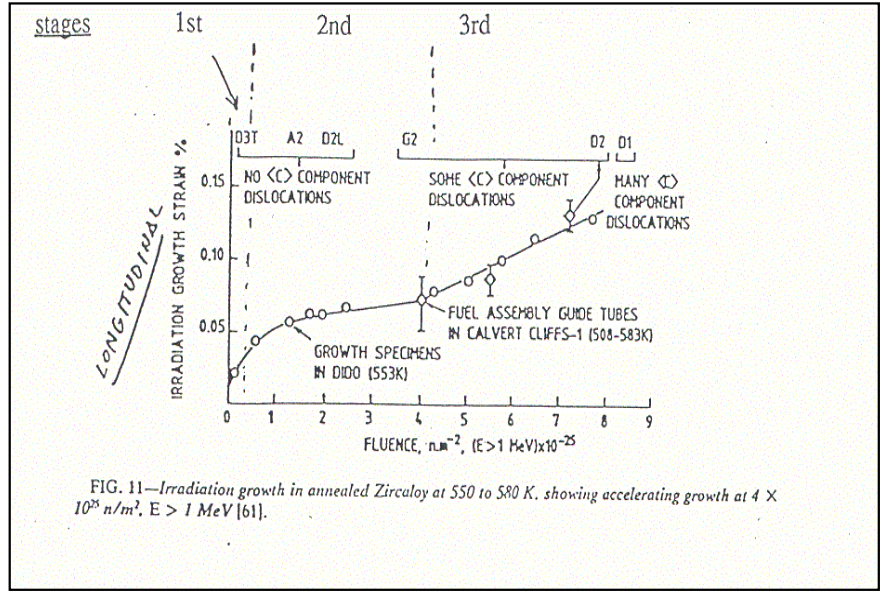 stages 1st 2nd 3rd
D3T A2 D2L G2 D2 D1
NO <C> COMPONENT
DISLOCATIONS
SOME <C> COMPONENT
DISLOCATIONS
MANY <C>
COMPONENT
DISLOCATIONS
LONGITUDINAL
IRRADIATION GROWTH STRAIN %
0.15
0.10
0.05
FUEL ASSEMBLY GUIDE TUBES
IN CALVERT CLIFFS-1 (508-583K)
GROWTH SPECIMENS
IN DIDO (553K)
0 1 2 3 4 5 6 7 8 9
FLUENCE, n.m⁻², (E>1 MeV)x10⁻²⁵
FIG. 11—Irradiation growth in annealed Zircaloy at 550 to 580 K, showing accelerating growth at 4 ×
10²⁵ n/m², E > 1 MeV [61].